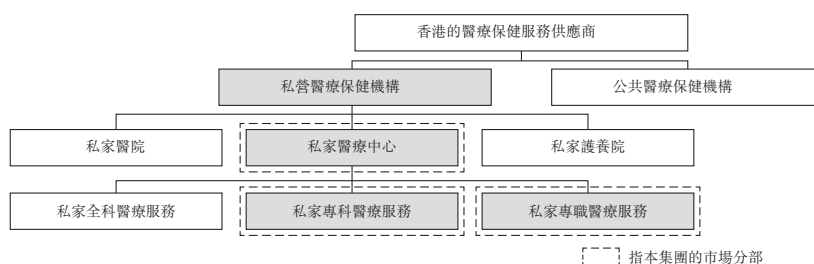 香港的醫療保健服務供應商
私營醫療保健機構
公共醫療保健機構
私家醫院
私家醫療中心
私家護養院
私家全科醫療服務
私家專科醫療服務
私家專職醫療服務
指本集團的市場分部